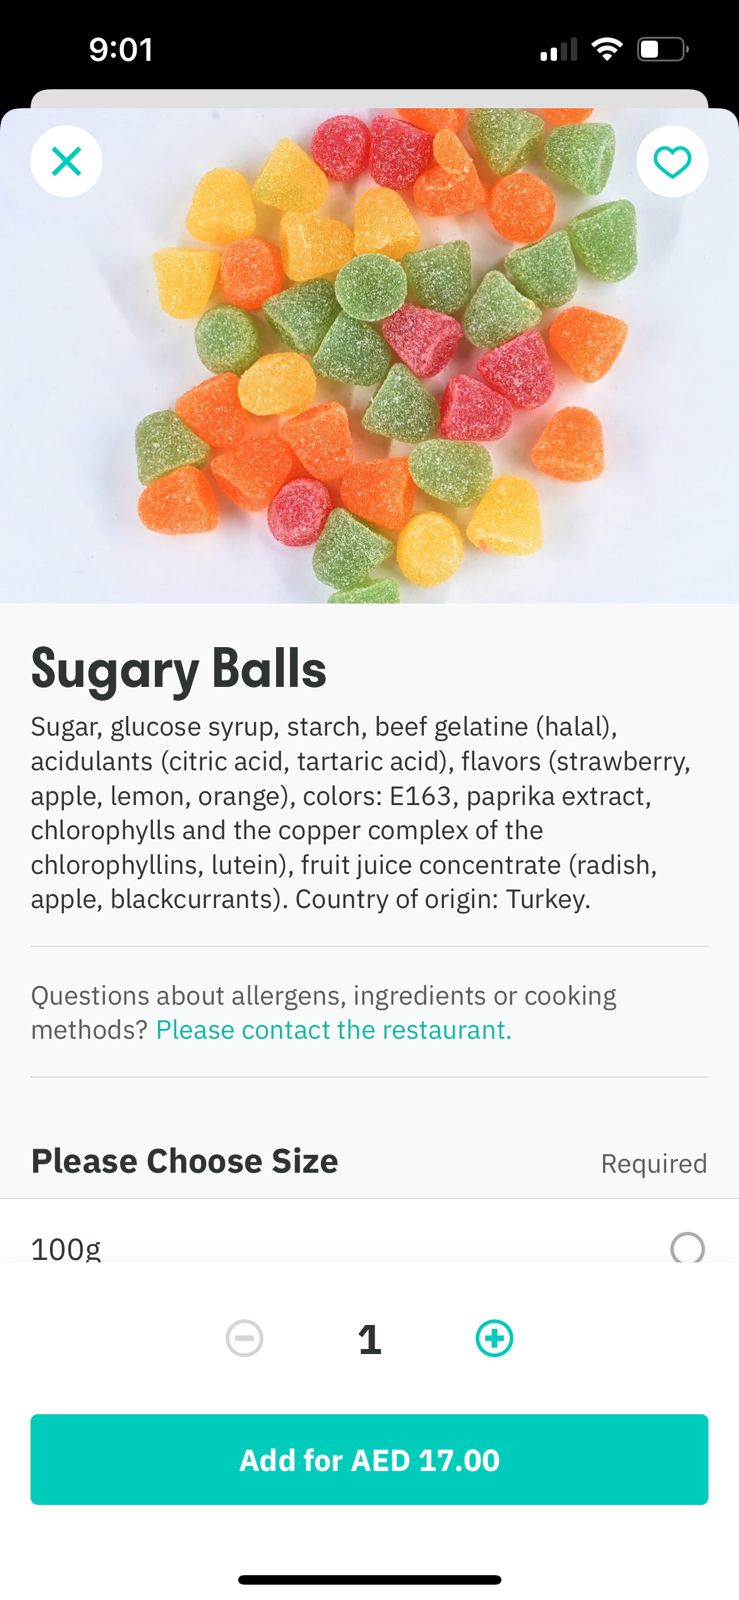 9:01
Sugary Balls
Sugar, glucose syrup, starch, beef gelatine (halal),
acidulants (citric acid, tartaric acid), flavors (strawberry,
apple, lemon, orange), colors: E163, paprika extract,
chlorophylls and the copper complex of the
chlorophyllins, lutein), fruit juice concentrate (radish,
apple, blackcurrants). Country of origin: Turkey.
Questions about allergens, ingredients or cooking
methods? Please contact the restaurant.
Please Choose Size Required
100g
1
Add for AED 17.00